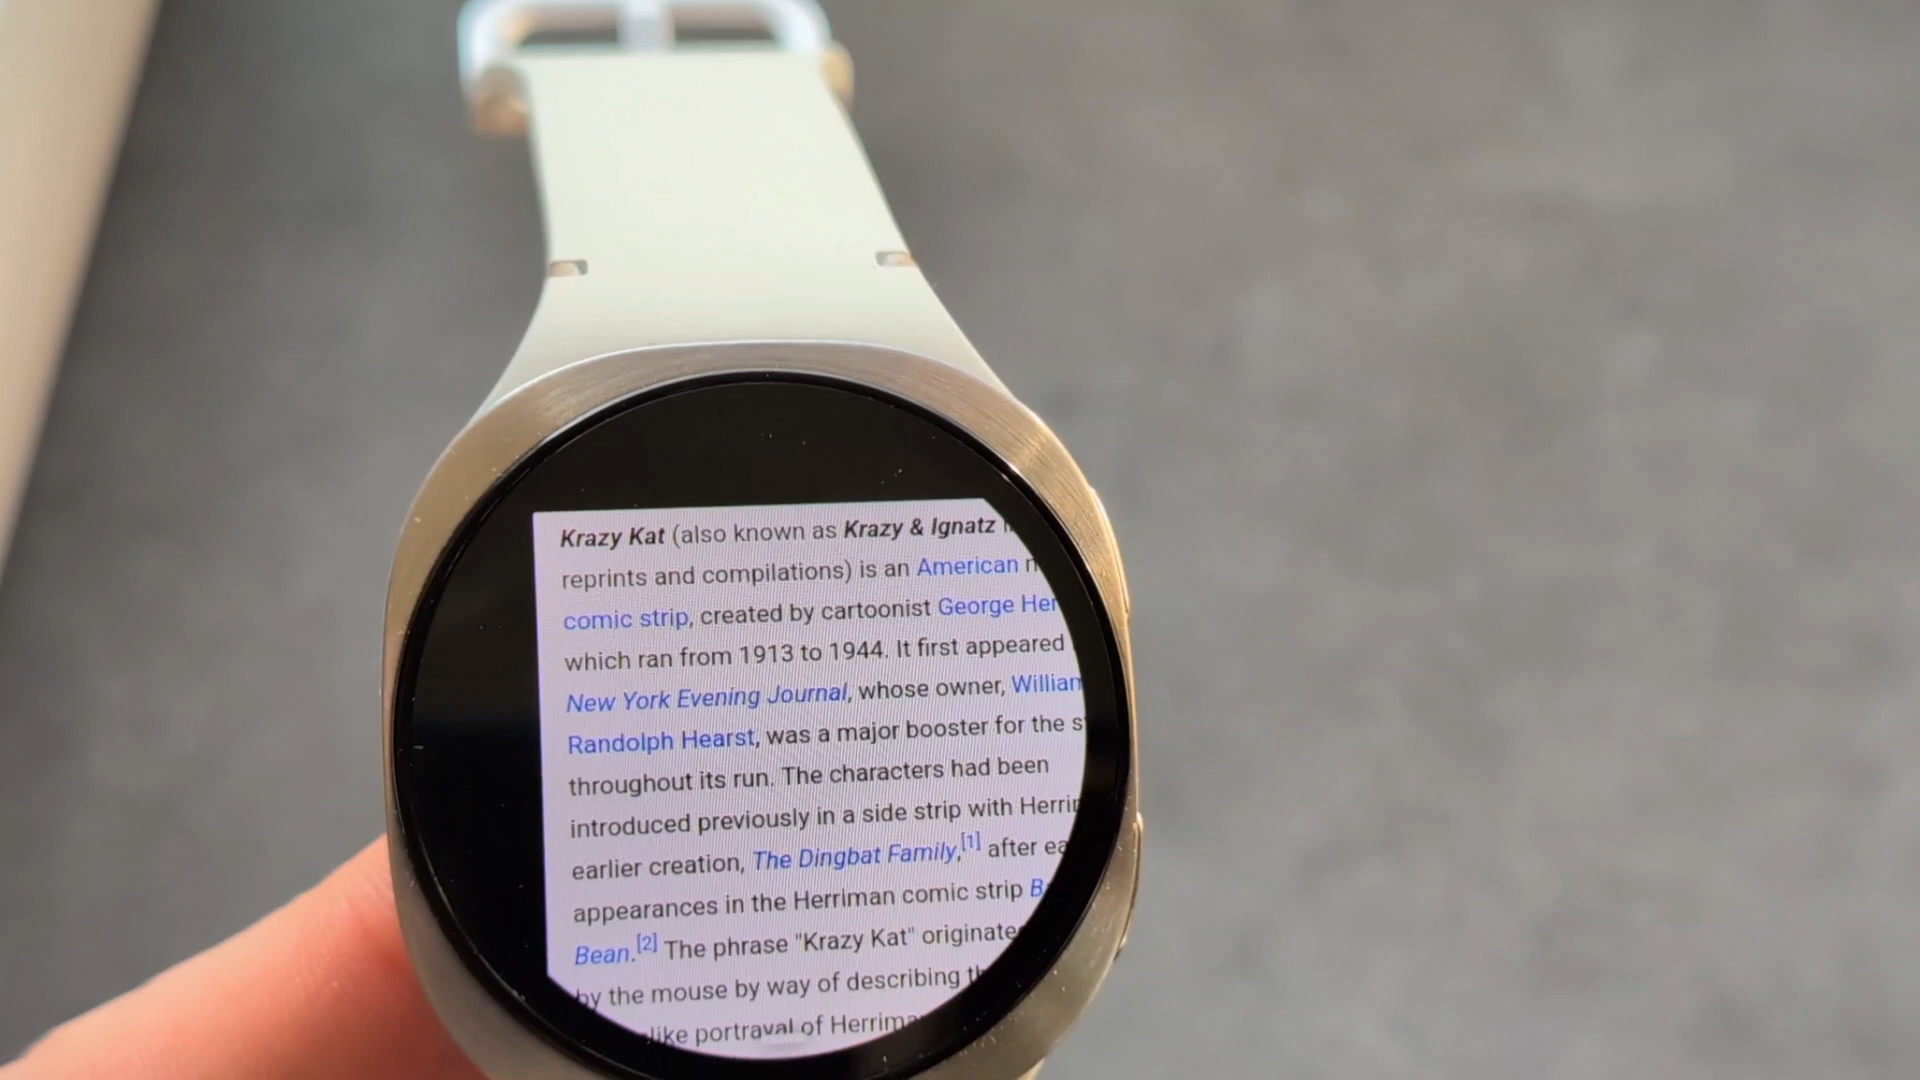 Krazy Kat (also known as Krazy & Ignatz
reprints and compilations) is an American
comic strip, created by cartoonist George
which ran from 1913 to 1944. It first appeared
New York Evening Journal, whose owner,
Randolph Hearst, was a major booster for the
throughout its run. The characters had been
introduced previously in a side strip with
earlier creation, The Dingbat Family,[1] after
appearances in the Herriman comic strip
Bean.[2] The phrase "Krazy Kat"
by the mouse by way of describing
like portrayal of